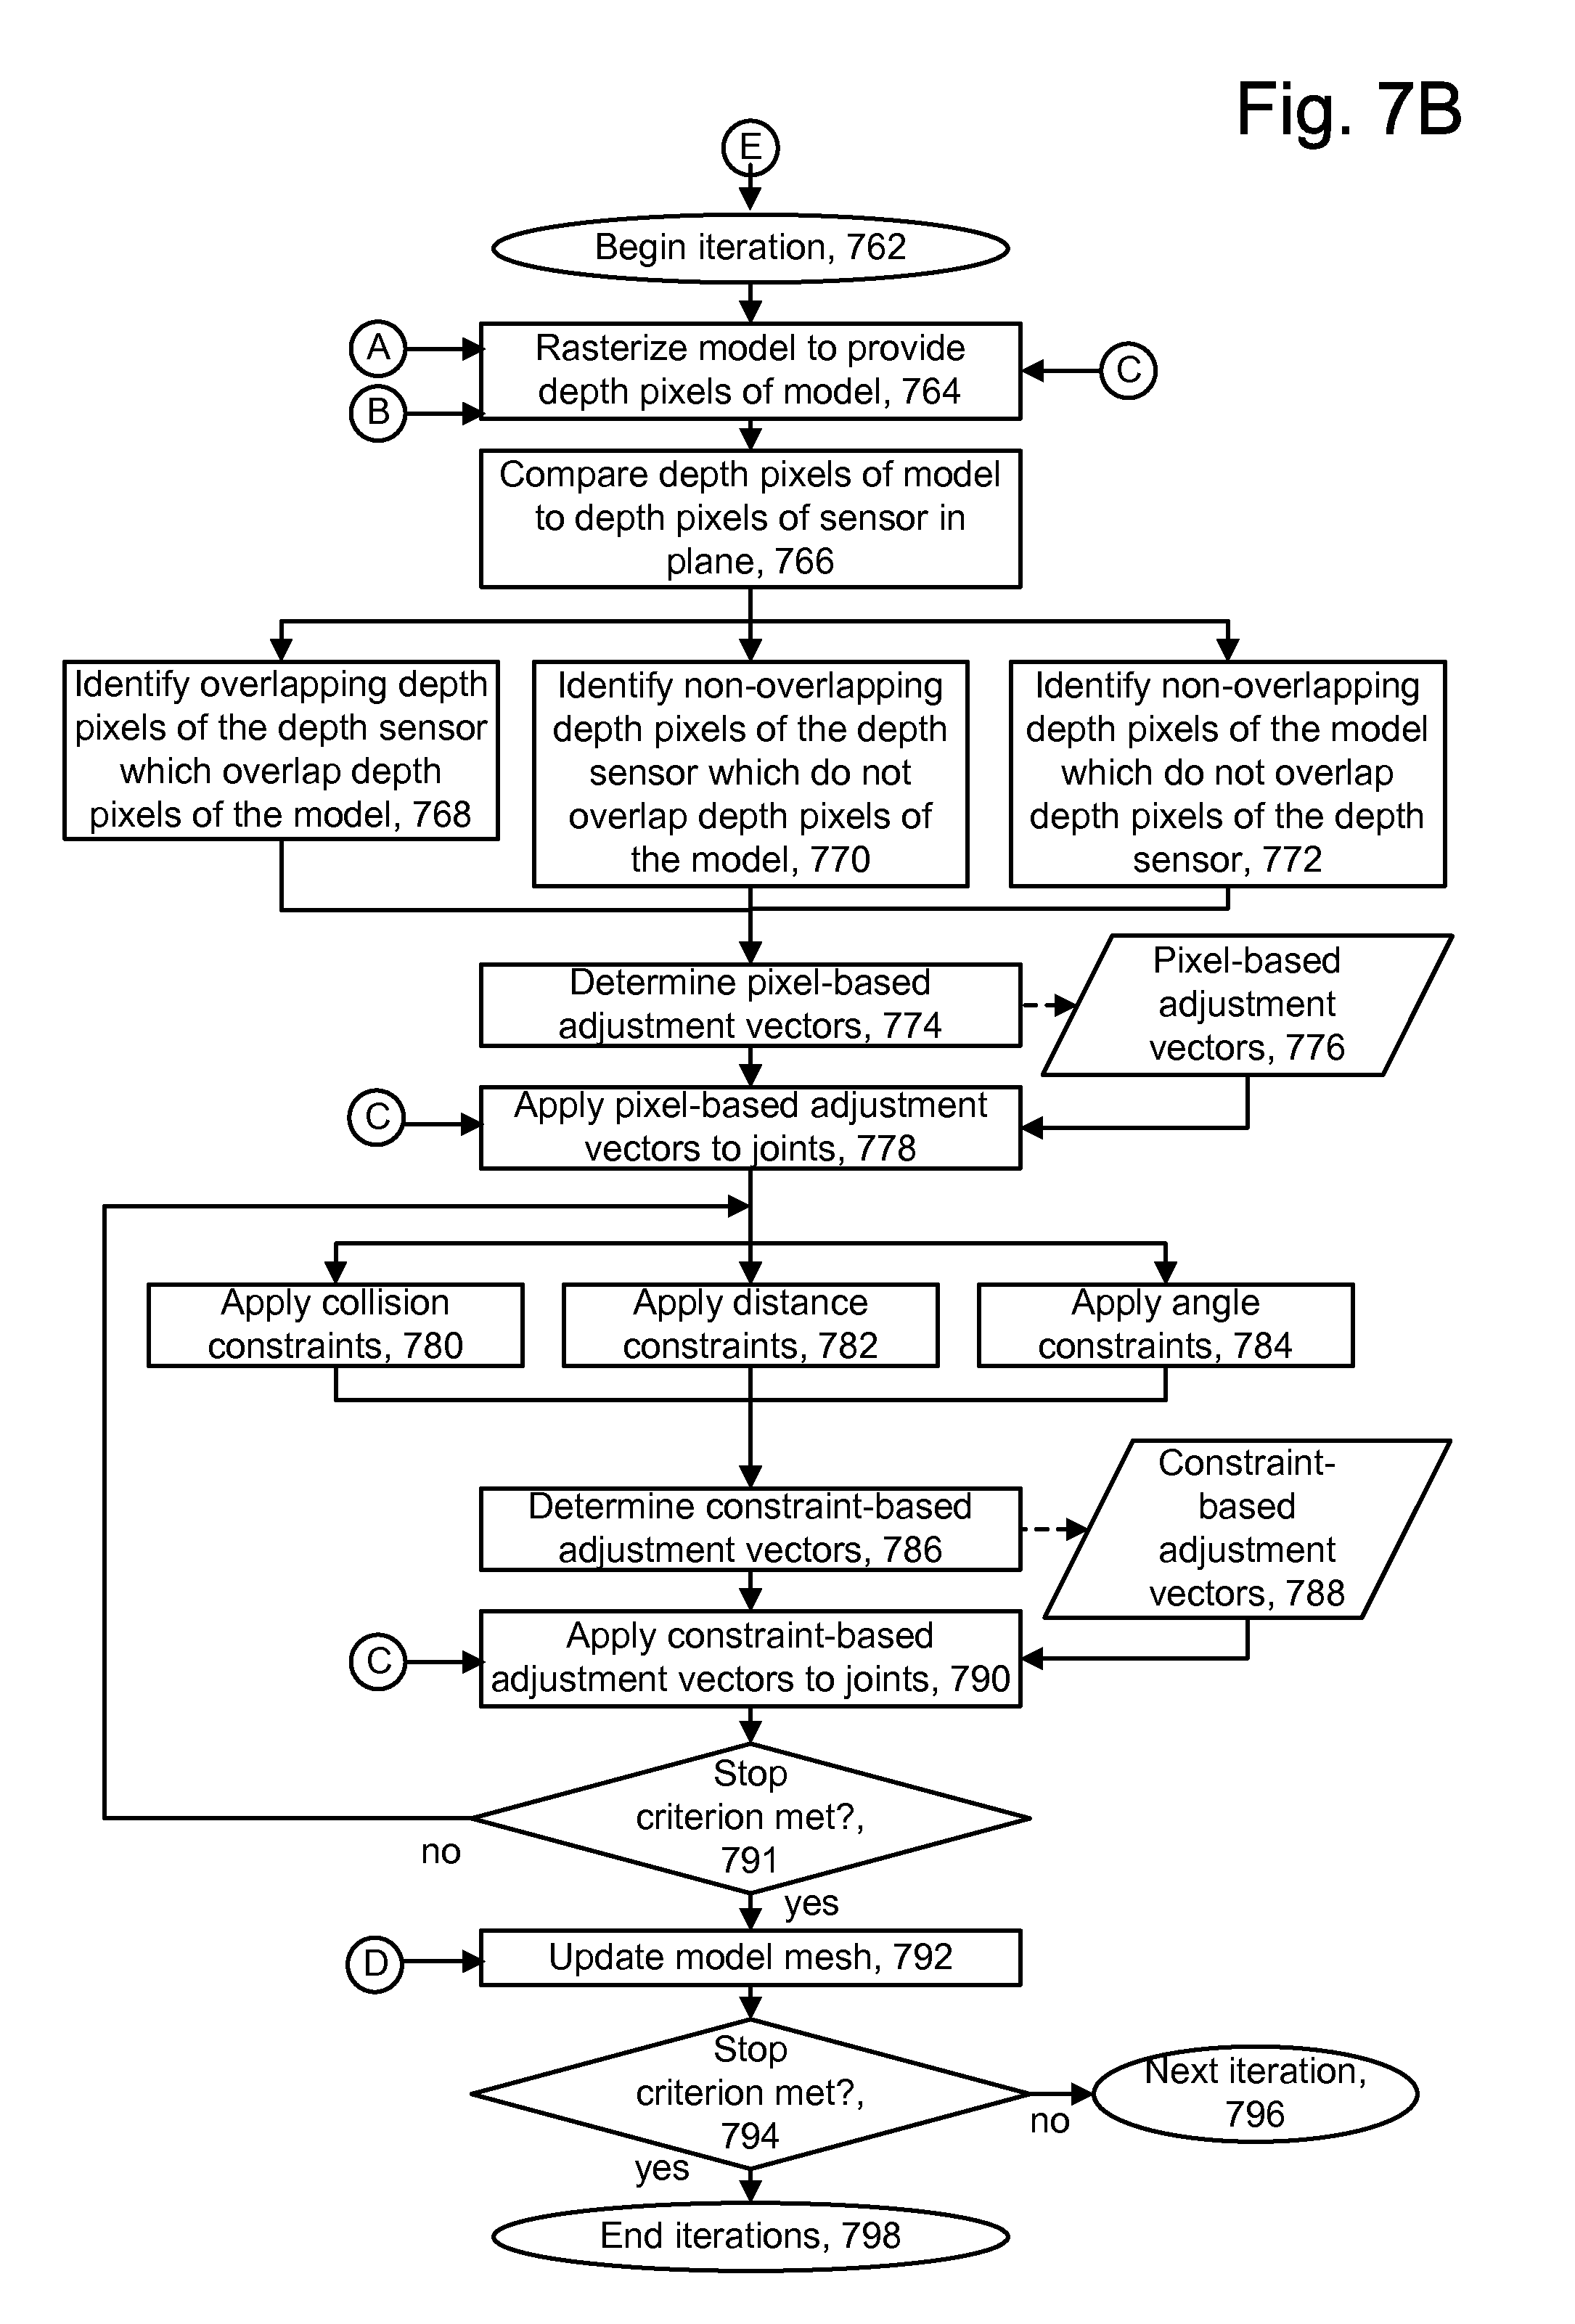 Fig. 7B
E
Begin iteration, 762
A
B
Rasterize model to provide
depth pixels of model, 764
C
Compare depth pixels of model
to depth pixels of sensor in
plane, 766
Identify overlapping depth
pixels of the depth sensor
which overlap depth
pixels of the model, 768
Identify non-overlapping
depth pixels of the depth
sensor which do not
overlap depth pixels of
the model, 770
Identify non-overlapping
depth pixels of the model
which do not overlap
depth pixels of the depth
sensor, 772
Determine pixel-based
adjustment vectors, 774
Pixel-based
adjustment
vectors, 776
C
Apply pixel-based adjustment
vectors to joints, 778
Apply collision
constraints, 780
Apply distance
constraints, 782
Apply angle
constraints, 784
Determine constraint-based
adjustment vectors, 786
Constraint-
based
adjustment
vectors, 788
C
Apply constraint-based
adjustment vectors to joints, 790
Stop
criterion met?,
791
no
yes
D
Update model mesh, 792
Stop
criterion met?,
794
no
Next iteration,
796
yes
End iterations, 798